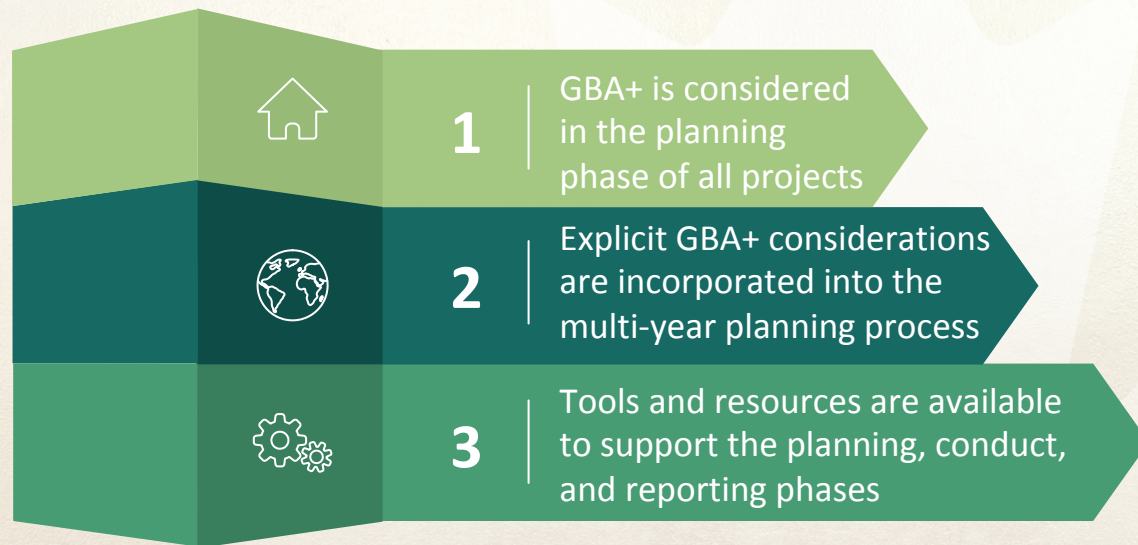 1
GBA+ is considered
in the planning
phase of all projects
2
Explicit GBA+ considerations
are incorporated into the
multi-year planning process
3
Tools and resources are available
to support the planning, conduct,
and reporting phases